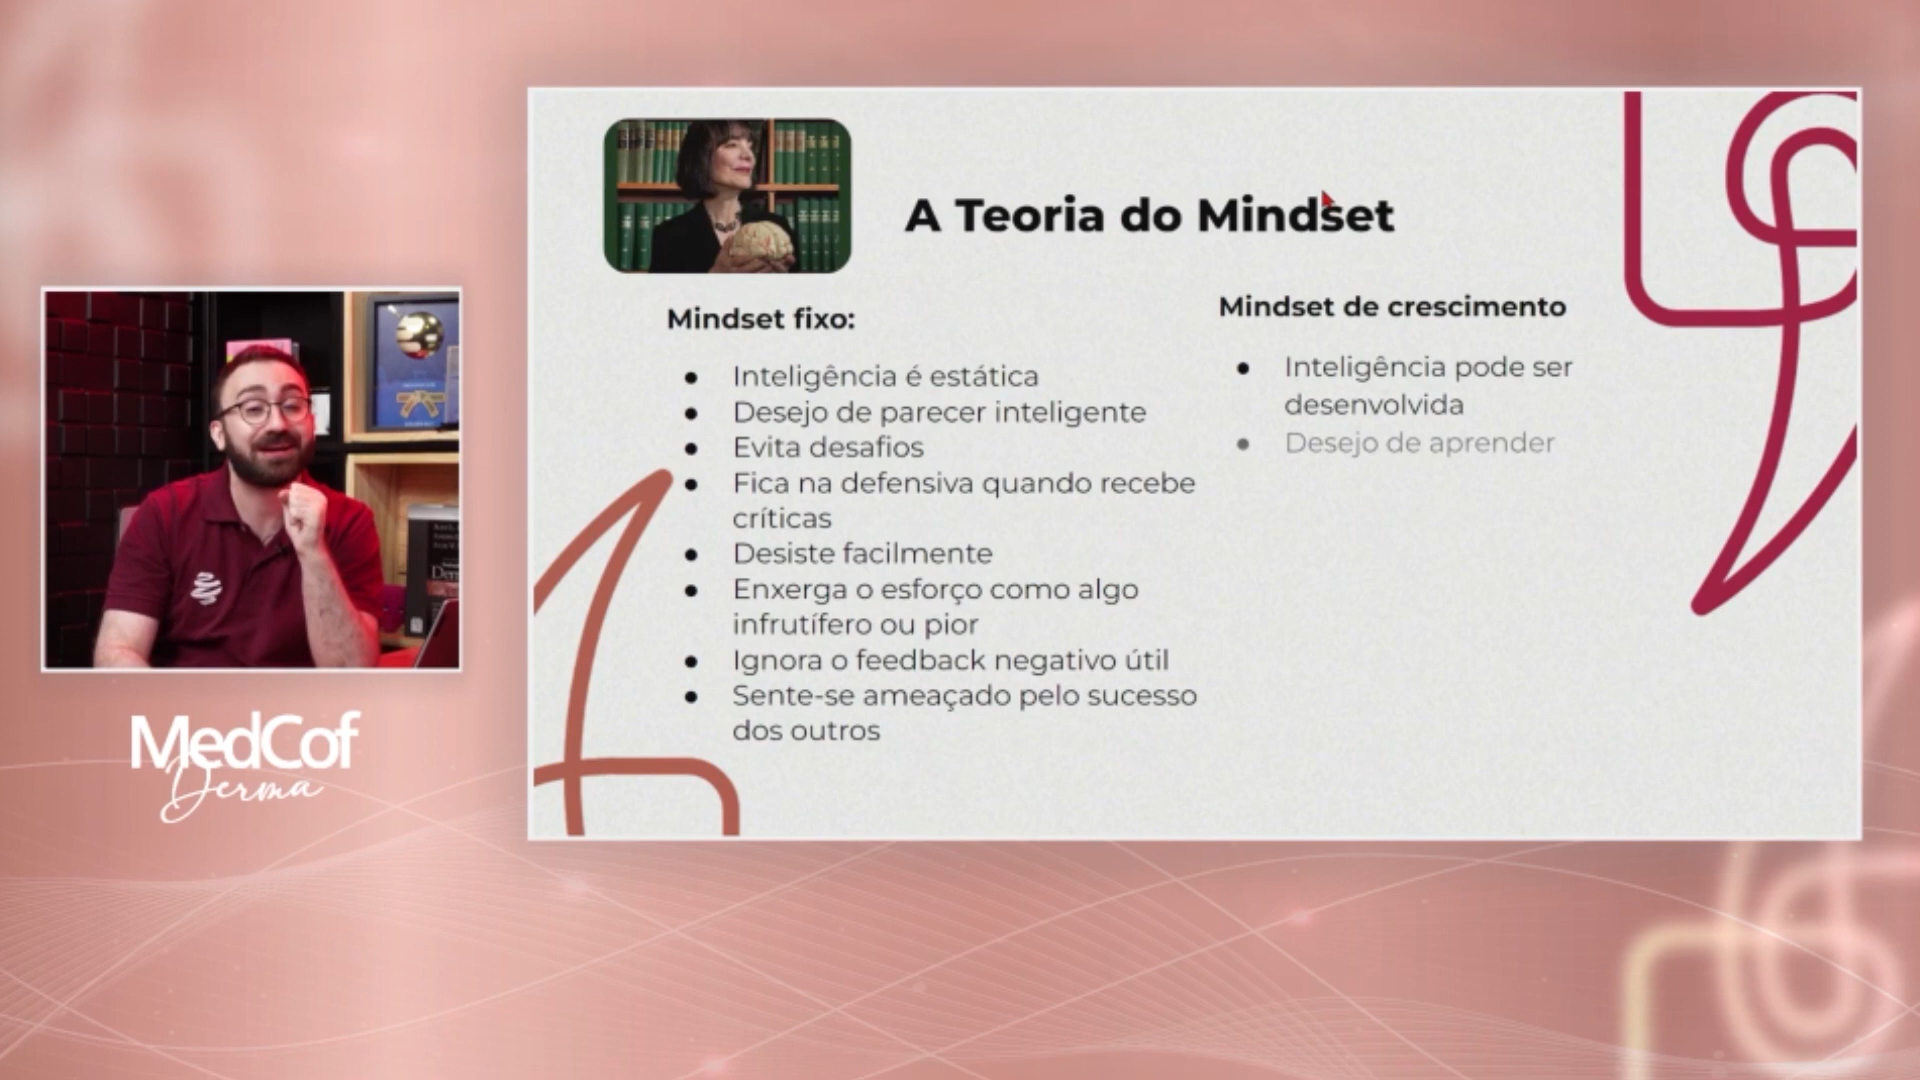 A Teoria do Mindset
Mindset fixo:
• Inteligência é estática
• Desejo de parecer inteligente
• Evita desafios
• Fica na defensiva quando recebe
críticas
• Desiste facilmente
• Enxerga o esforço como algo
infrutífero ou pior
• Ignora o feedback negativo útil
• Sente-se ameaçado pelo sucesso
dos outros
Mindset de crescimento
• Inteligência pode ser
desenvolvida
• Desejo de aprender
MedCof
Derma